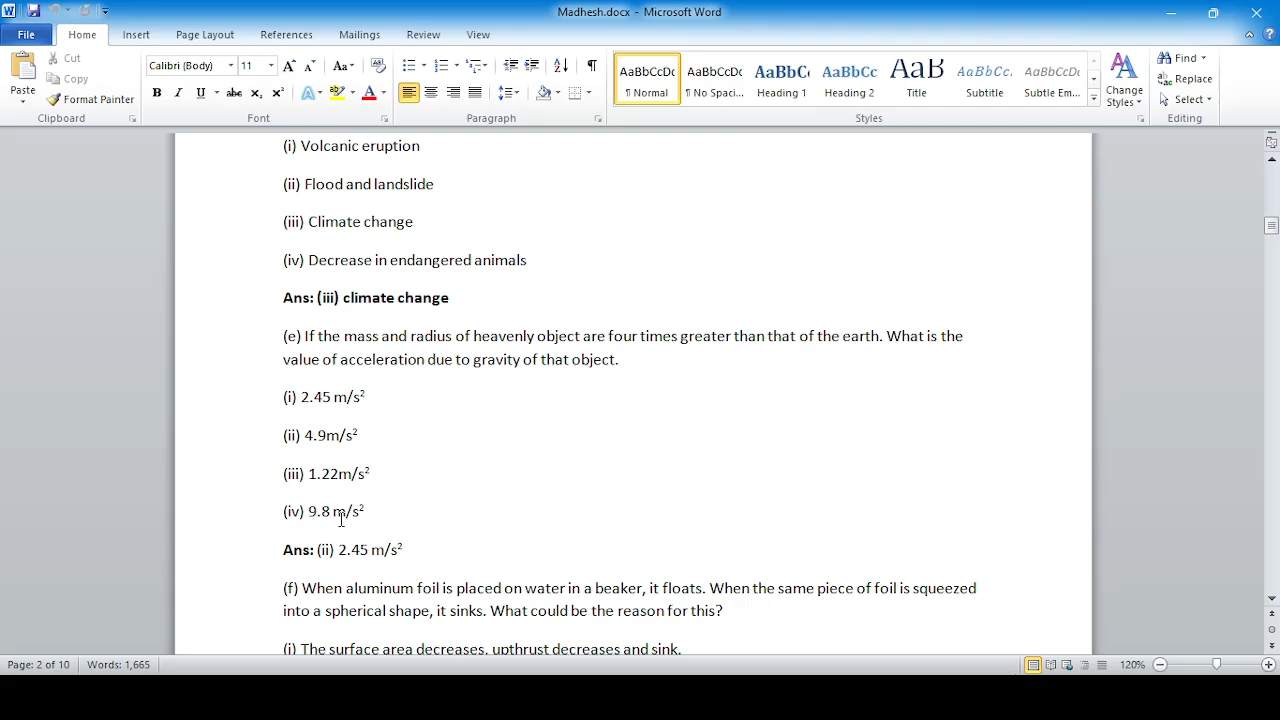 Madhesh.docx - Microsoft Word
File Home Insert Page Layout References Mailings Review View
Paste
Cut
Copy
Format Painter
Clipboard
Calibri (Body) 11
Font
Paragraph
AaBbCcDc AaBbCcDc AaBbC AaBbCc AaB AaBbCc. AaBbCcDc
¶ Normal ¶ No Spaci... Heading 1 Heading 2 Title Subtitle Subtle Em...
Change Styles
Styles
Find
Replace
Select
Editing
(i) Volcanic eruption
(ii) Flood and landslide
(iii) Climate change
(iv) Decrease in endangered animals
Ans: (iii) climate change
(e) If the mass and radius of heavenly object are four times greater than that of the earth. What is the
value of acceleration due to gravity of that object.
(i) 2.45 m/s²
(ii) 4.9m/s²
(iii) 1.22m/s²
(iv) 9.8 m/s²
Ans: (ii) 2.45 m/s²
(f) When aluminum foil is placed on water in a beaker, it floats. When the same piece of foil is squeezed
into a spherical shape, it sinks. What could be the reason for this?
(i) The surface area decreases, upthrust decreases and sink.
Page: 2 of 10 Words: 1,665 120%